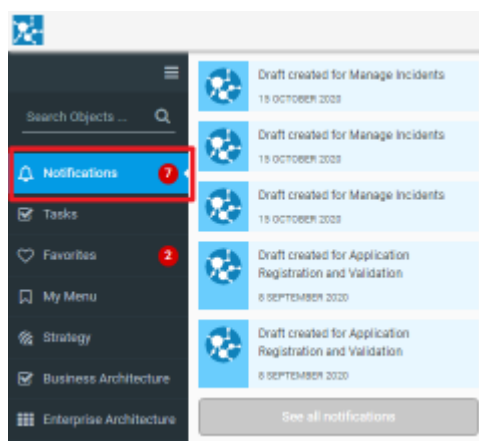 Search Objects ...
Notifications 7
Tasks
Favorites 2
My Menu
Strategy
Business Architecture
Enterprise Architecture
Draft created for Manage Incidents
15 OCTOBER 2020
Draft created for Manage Incidents
15 OCTOBER 2020
Draft created for Manage Incidents
15 OCTOBER 2020
Draft created for Application
Registration and Validation
8 SEPTEMBER 2020
Draft created for Application
Registration and Validation
8 SEPTEMBER 2020
See all notifications